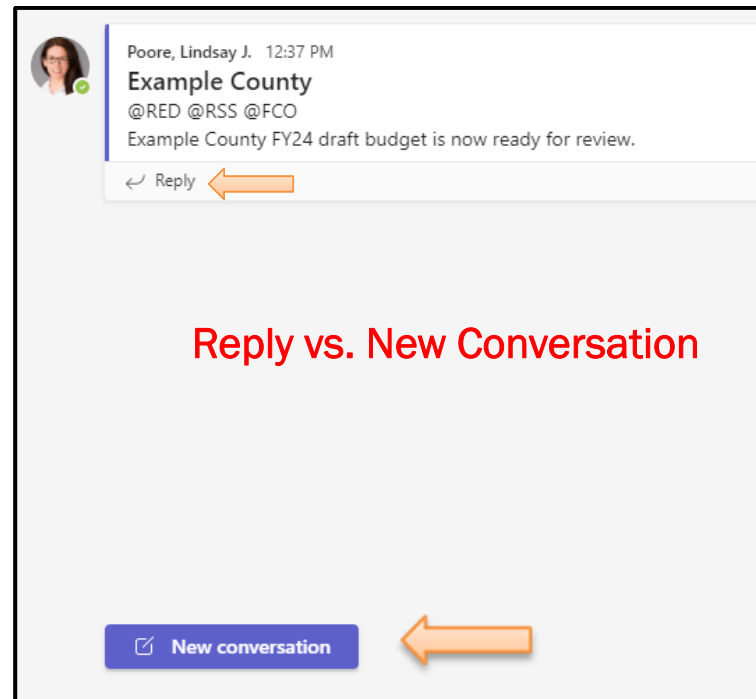 Poore, Lindsay J. 12:37 PM
Example County
@RED @RSS @FCO
Example County FY24 draft budget is now ready for review.
Reply
Reply vs. New Conversation
New conversation